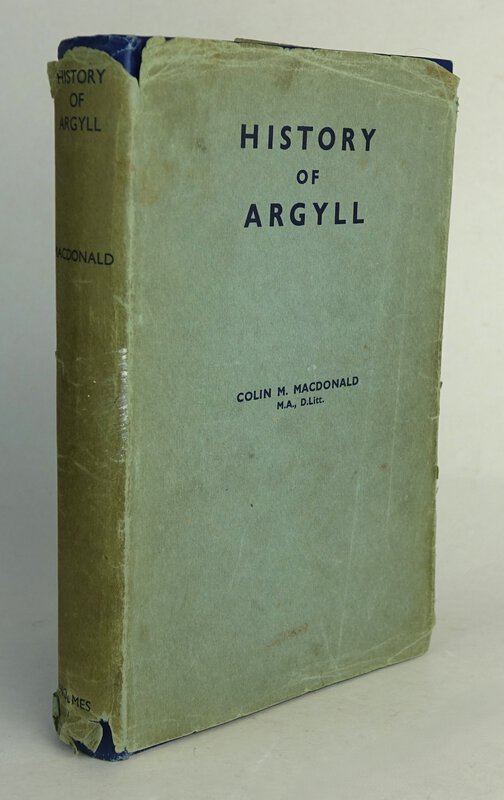 HISTORY
OF
ARGYLL
MACDONALD
HISTORY
OF
ARGYLL
COLIN M. MACDONALD
M.A., D.Litt.